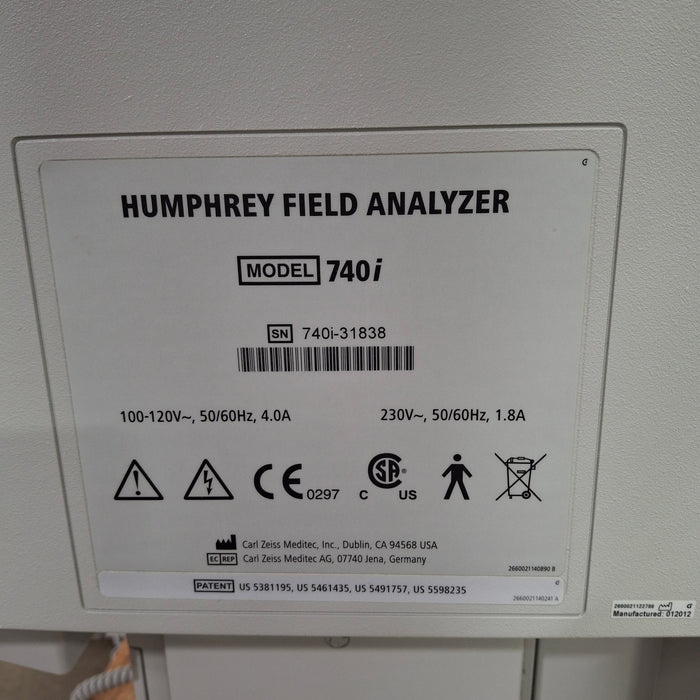 HUMPHREY FIELD ANALYZER
MODEL 740i
SN 740i-31838
100-120V~, 50/60Hz, 4.0A 230V~, 50/60Hz, 1.8A
CE 0297 C SA ® US
Carl Zeiss Meditec, Inc., Dublin, CA 94568 USA
EC REP Carl Zeiss Meditec AG, 07740 Jena, Germany
2660021140890 B
PATENT US 5381195, US 5461435, US 5491757, US 5598235
2660021140241 A
2660021122786
Manufactured: 012012